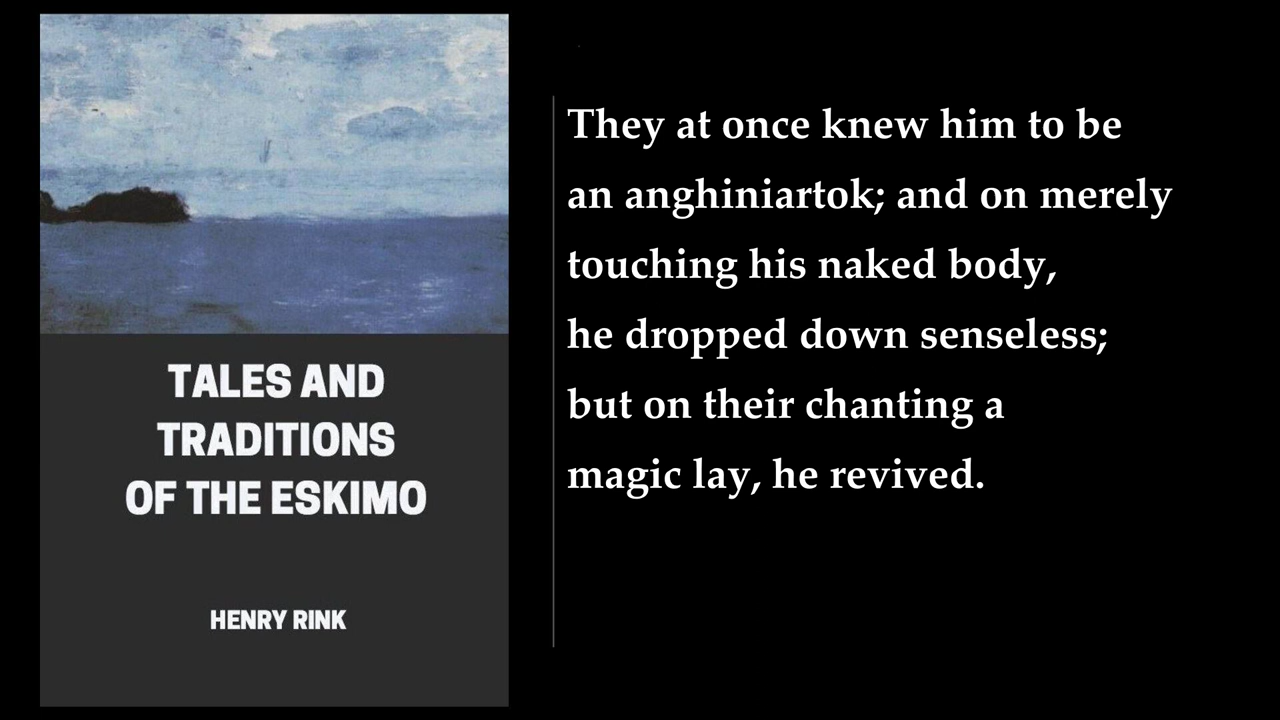 TALES AND
TRADITIONS
OF THE ESKIMO
HENRY RINK
They at once knew him to be
an anghiniartok; and on merely
touching his naked body,
he dropped down senseless;
but on their chanting a
magic lay, he revived.